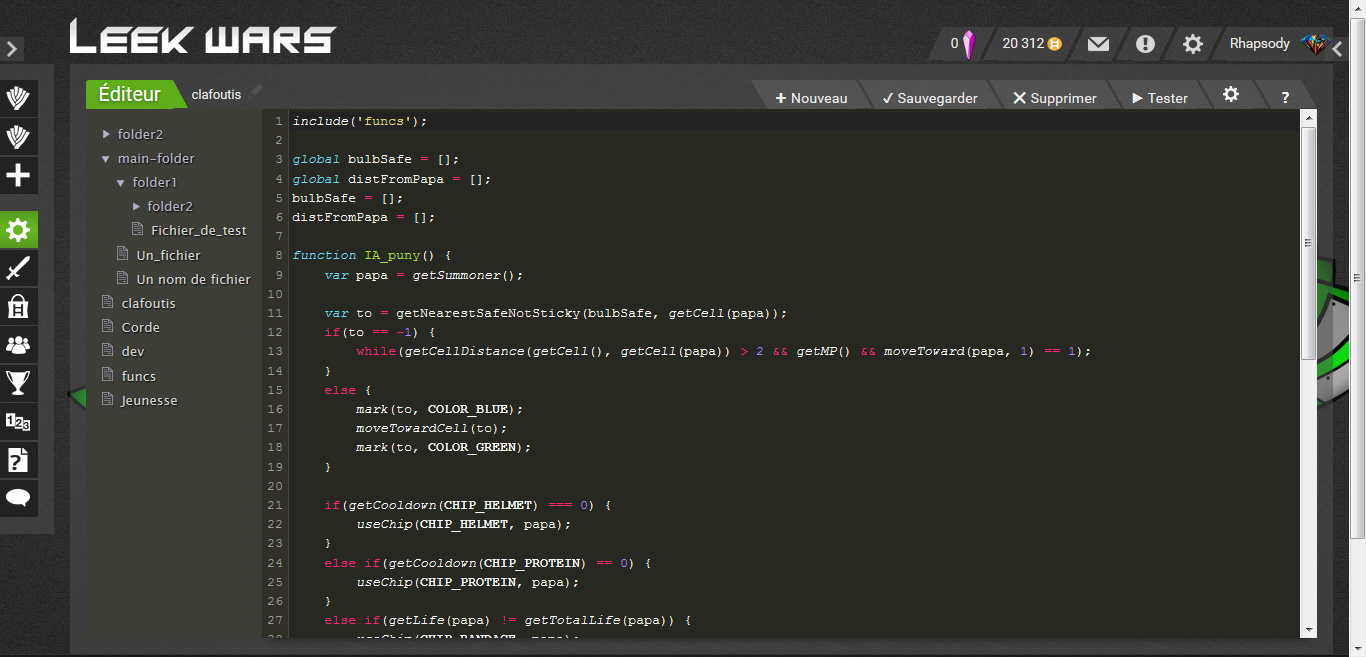 LEEK WARS
0
20 312
Rhapsody
Éditeur
clafoutis
+ Nouveau
✓ Sauvegarder
✕ Supprimer
▶ Tester
?
folder2
main-folder
folder1
folder2
Fichier_de_test
Un_fichier
Un nom de fichier
clafoutis
Corde
dev
funcs
Jeunesse
1 include('funcs');
2
3 global bulbSafe = [];
4 global distFromPapa = [];
5 bulbSafe = [];
6 distFromPapa = [];
7
8 function IA_puny() {
9 var papa = getSummoner();
10
11 var to = getNearestSafeNotSticky(bulbSafe, getCell(papa));
12 if(to == -1) {
13 while(getCellDistance(getCell(), getCell(papa)) > 2 && getMP() && moveToward(papa, 1) == 1);
14 }
15 else {
16 mark(to, COLOR_BLUE);
17 moveTowardCell(to);
18 mark(to, COLOR_GREEN);
19 }
20
21 if(getCooldown(CHIP_HELMET) === 0) {
22 useChip(CHIP_HELMET, papa);
23 }
24 else if(getCooldown(CHIP_PROTEIN) == 0) {
25 useChip(CHIP_PROTEIN, papa);
26 }
27 else if(getLife(papa) != getTotalLife(papa)) {
28 useChip(CHIP_BANDAGE, papa);